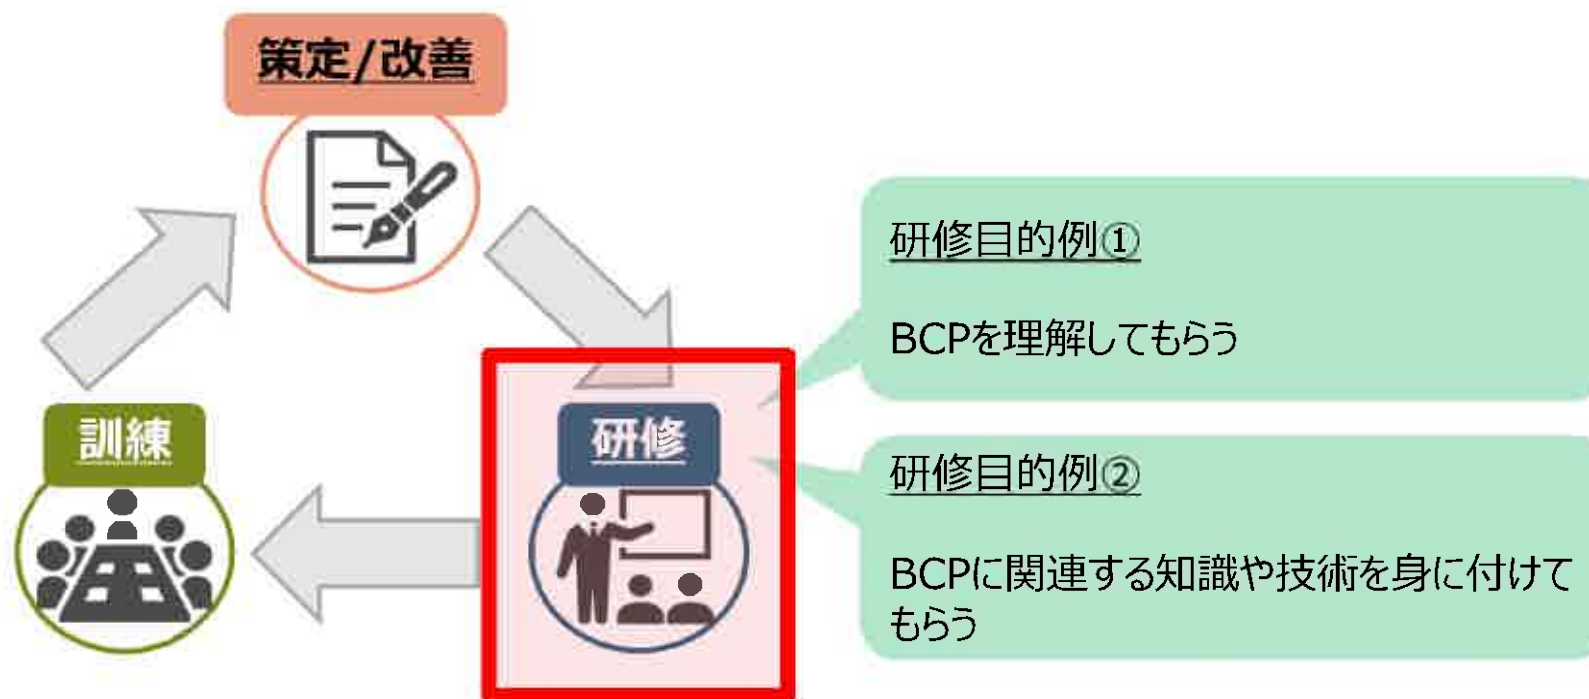 策定/改善
訓練
研修
研修目的例①
BCPを理解してもらう
研修目的例②
BCPに関連する知識や技術を身に付けて
もらう